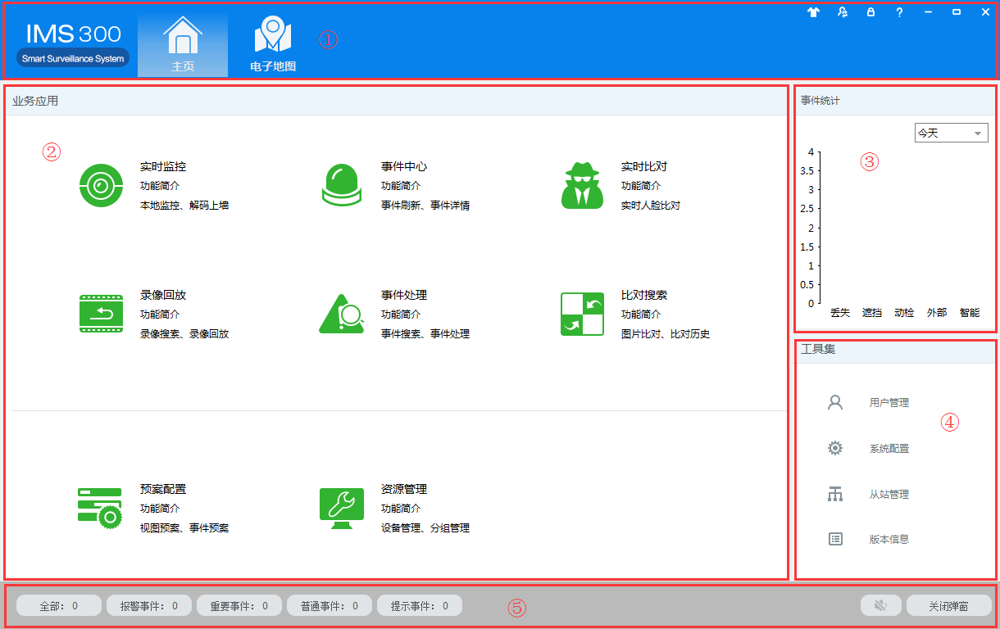 IMS 300
Smart Surveillance System
主页
电子地图
①
?
业务应用
②
实时监控
功能简介
本地监控、解码上墙
事件中心
功能简介
事件刷新、事件详情
实时比对
功能简介
实时人脸比对
录像回放
功能简介
录像搜素、录像回放
事件处理
功能简介
事件搜素、事件处理
比对搜索
功能简介
图片比对、比对历史
预案配置
功能简介
视图预案、事件预案
资源管理
功能简介
设备管理、分组管理
事件统计
今天
③
4
3.5
3
2.5
2
1.5
1
0.5
0
丢失 遮挡 动检 外部 智能
工具集
④
用户管理
系统配置
从站管理
版本信息
全部: 0 报警事件: 0 重要事件: 0 普通事件: 0 提示事件: 0 ⑤ 关闭弹窗